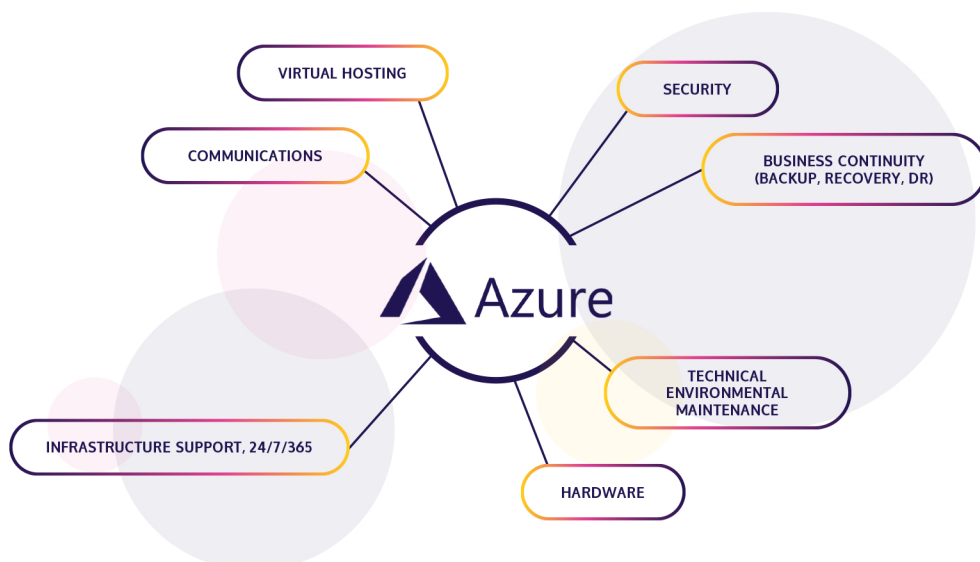 VIRTUAL HOSTING
SECURITY
COMMUNICATIONS
BUSINESS CONTINUITY
(BACKUP, RECOVERY, DR)
Azure
TECHNICAL
ENVIRONMENTAL
MAINTENANCE
INFRASTRUCTURE SUPPORT, 24/7/365
HARDWARE